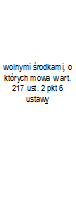 wolnymi środkami, o
których mowa w art.
217 ust. 2 pkt 6
ustawy